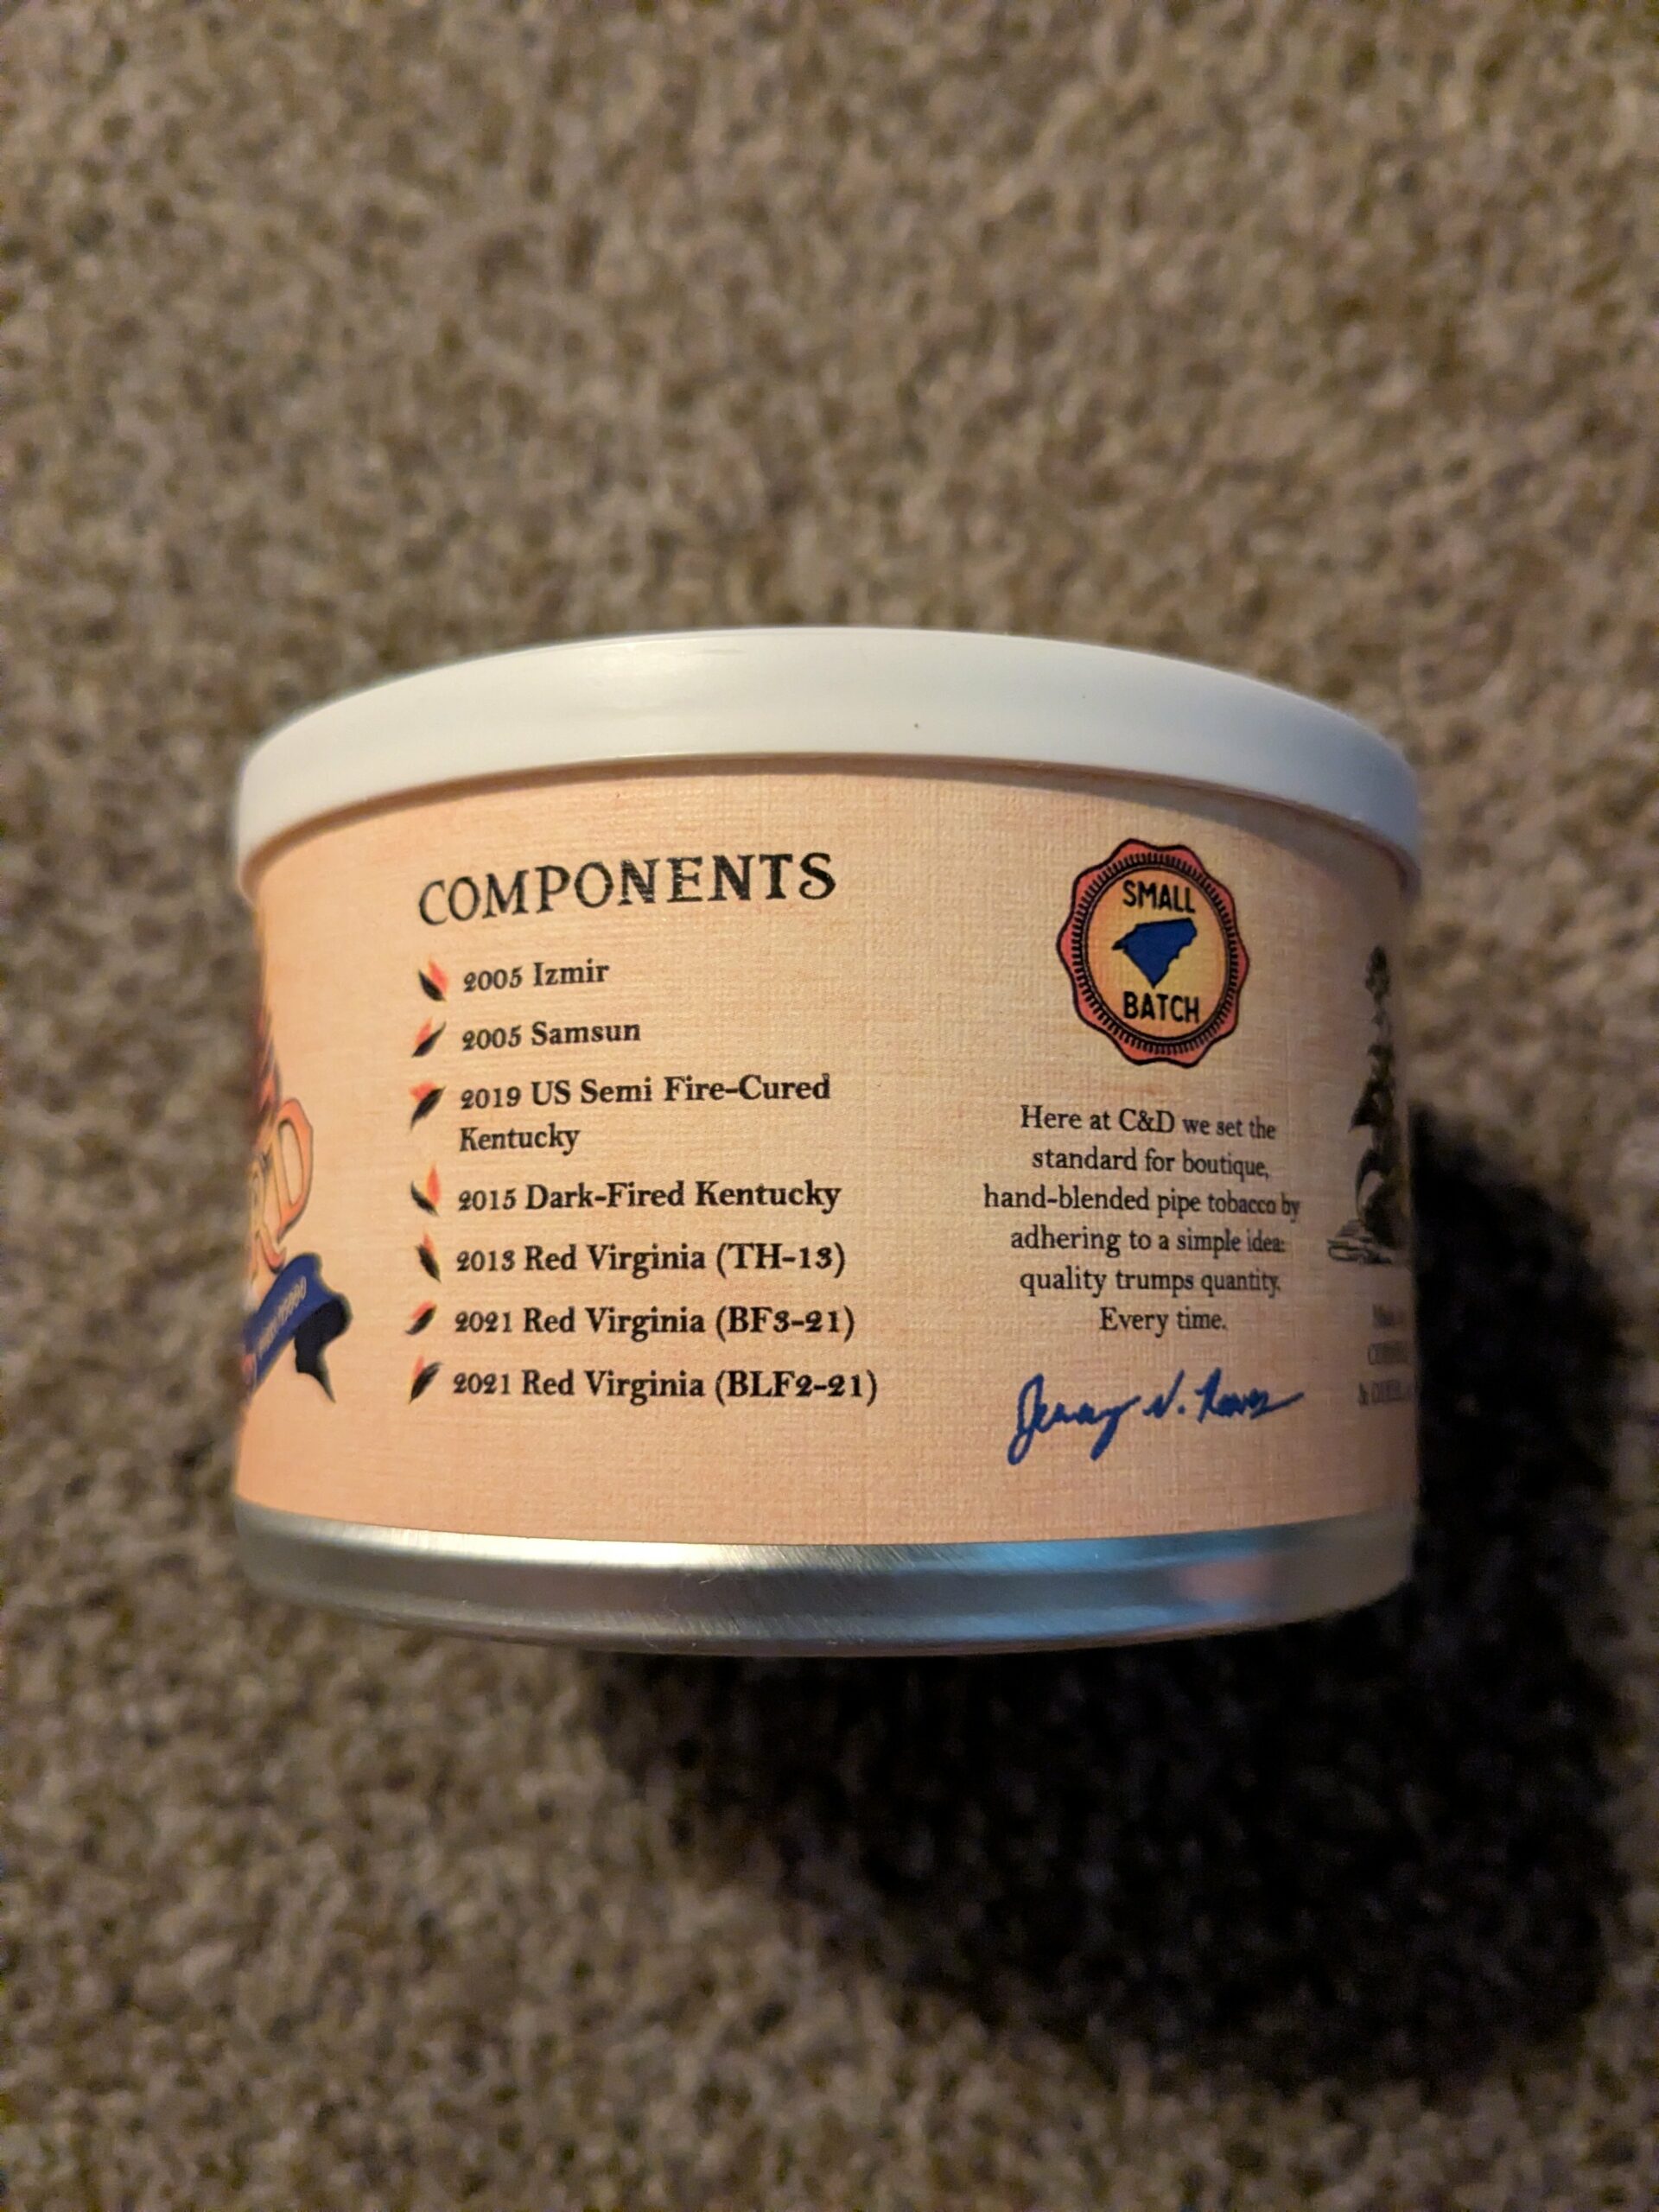 COMPONENTS
2005 Izmir
2005 Samsun
2019 US Semi Fire-Cured
Kentucky
2015 Dark-Fired Kentucky
2013 Red Virginia (TH-13)
2021 Red Virginia (BF3-21)
2021 Red Virginia (BLF2-21)
SMALL
BATCH
Here at C&D we set the
standard for boutique,
hand-blended pipe tobacco by
adhering to a simple idea:
quality trumps quantity.
Every time.